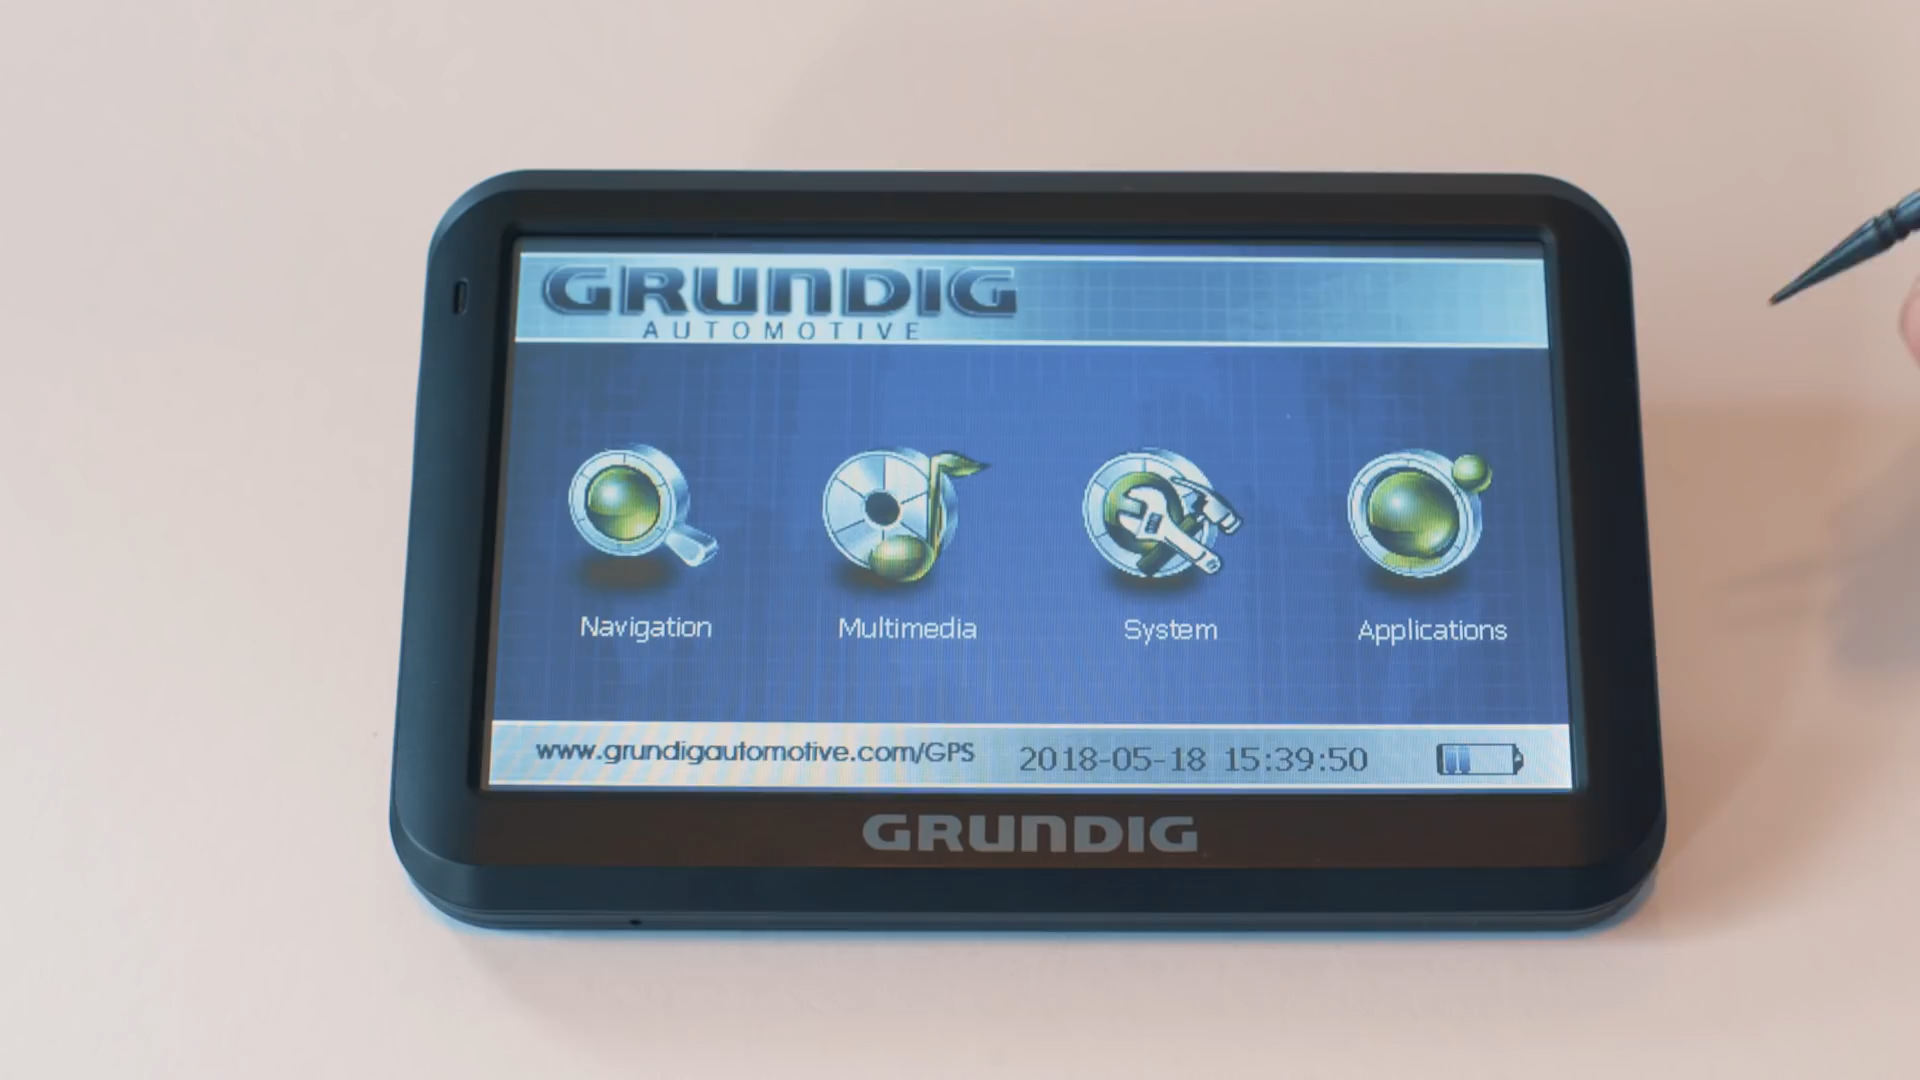 GRUNDIG
AUTOMOTIVE
Navigation
Multimedia
System
Applications
www.grundigautomotive.com/GPS
2018-05-18 15:39:50
GRUNDIG